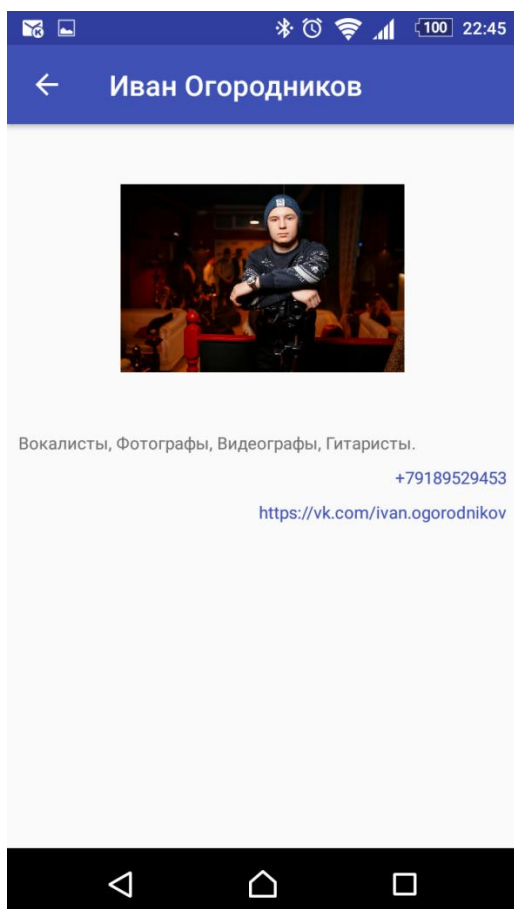 100 22:45
Иван Огородников
Вокалисты, Фотографы, Видеографы, Гитаристы.
+79189529453
https://vk.com/ivan.ogorodnikov